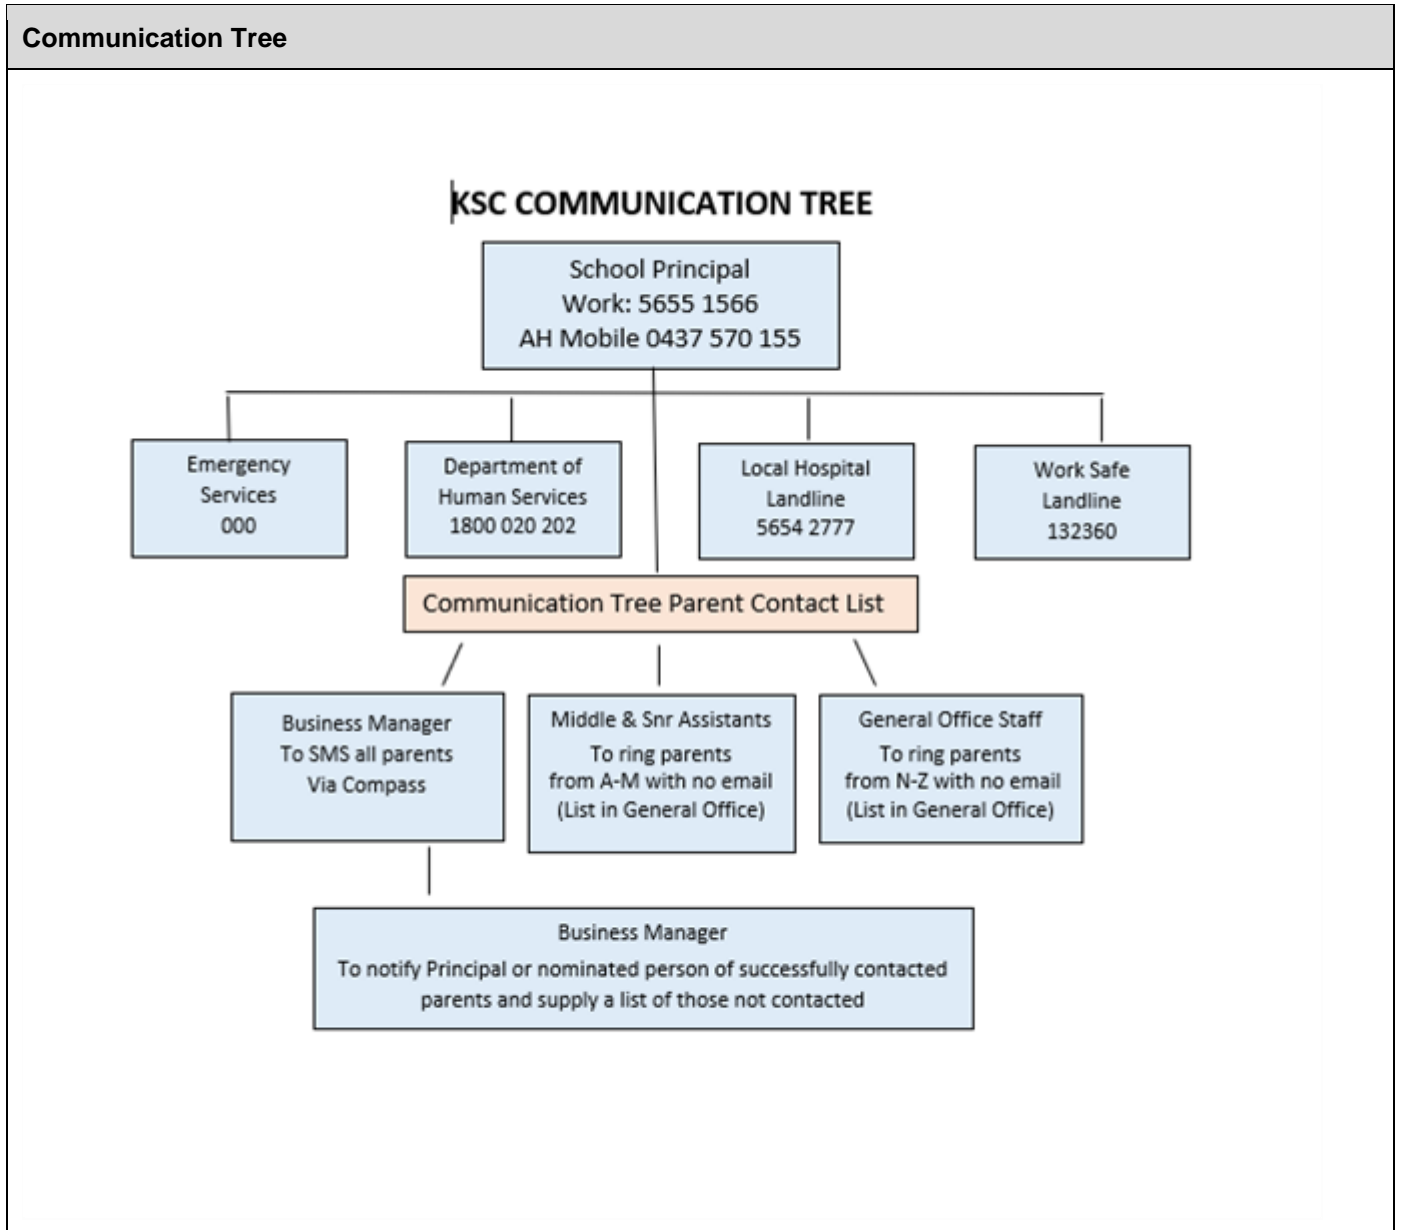 Communication Tree
KSC COMMUNICATION TREE
School Principal
Work: 5655 1566
AH Mobile 0437 570 155
Emergency
Services
000
Department of
Human Services
1800 020 202
Local Hospital
Landline
5654 2777
Work Safe
Landline
132360
Communication Tree Parent Contact List
Business Manager
To SMS all parents
Via Compass
Middle & Snr Assistants
To ring parents
from A-M with no email
(List in General Office)
General Office Staff
To ring parents
from N-Z with no email
(List in General Office)
Business Manager
To notify Principal or nominated person of successfully contacted
parents and supply a list of those not contacted